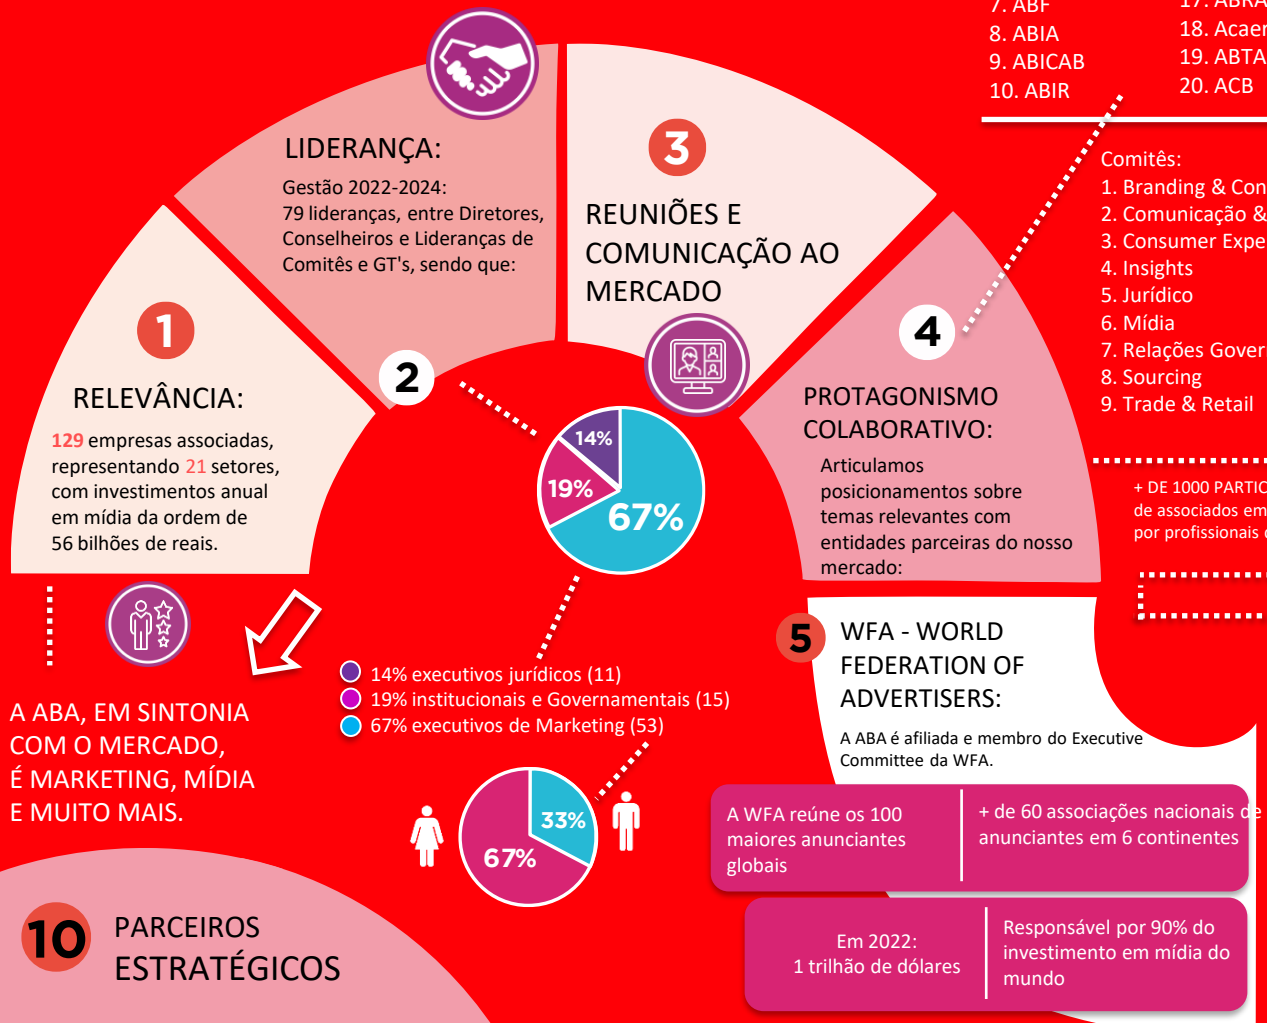 7. ABF
8. ABIA
9. ABICAB
10. ABIR
18.
19. ABTA
20. ACB
Comitês:
1. Branding &
2. Comunicação &
3. Consumer
4. Insights
5. Jurídico
6. Mídia
7. Relações
8. Sourcing
9. Trade & Retail
+ DE 1000
de associados em
por profissionais
LIDERANÇA:
Gestão 2022-2024:
79 lideranças, entre Diretores,
Conselheiros e Lideranças de
Comitês e GT's, sendo que:
2
3
REUNIÕES E
COMUNICAÇÃO AO
MERCADO
1
RELEVÂNCIA:
129 empresas associadas,
representando 21 setores,
com investimentos anual
em mídia da ordem de
56 bilhões de reais.
4
PROTAGONISMO
COLABORATIVO:
Articulamos
posicionamentos sobre
temas relevantes com
entidades parceiras do nosso
mercado:
14%
19%
67%
14% executivos jurídicos (11)
19% institucionais e Governamentais (15)
67% executivos de Marketing (53)
33%
67%
A ABA, EM SINTONIA
COM O MERCADO,
É MARKETING, MÍDIA
E MUITO MAIS.
5
WFA - WORLD
FEDERATION OF
ADVERTISERS:
A ABA é afiliada e membro do Executive
Committee da WFA.
A WFA reúne os 100
maiores anunciantes
globais
+ de 60 associações nacionais de
anunciantes em 6 continentes
Em 2022:
1 trilhão de dólares
Responsável por 90% do
investimento em mídia do
mundo
10
PARCEIROS
ESTRATÉGICOS